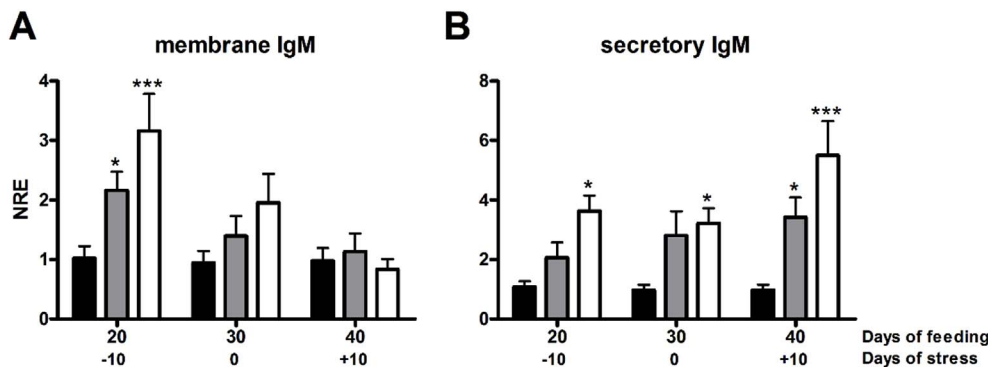 A
membrane IgM
NRE
4
3
2
1
0
***
*
20 30 40
-10 0 +10
B
secretory IgM
8
6
4
2
0
*
*
*
***
20 30 40 Days of feeding
-10 0 +10 Days of stress